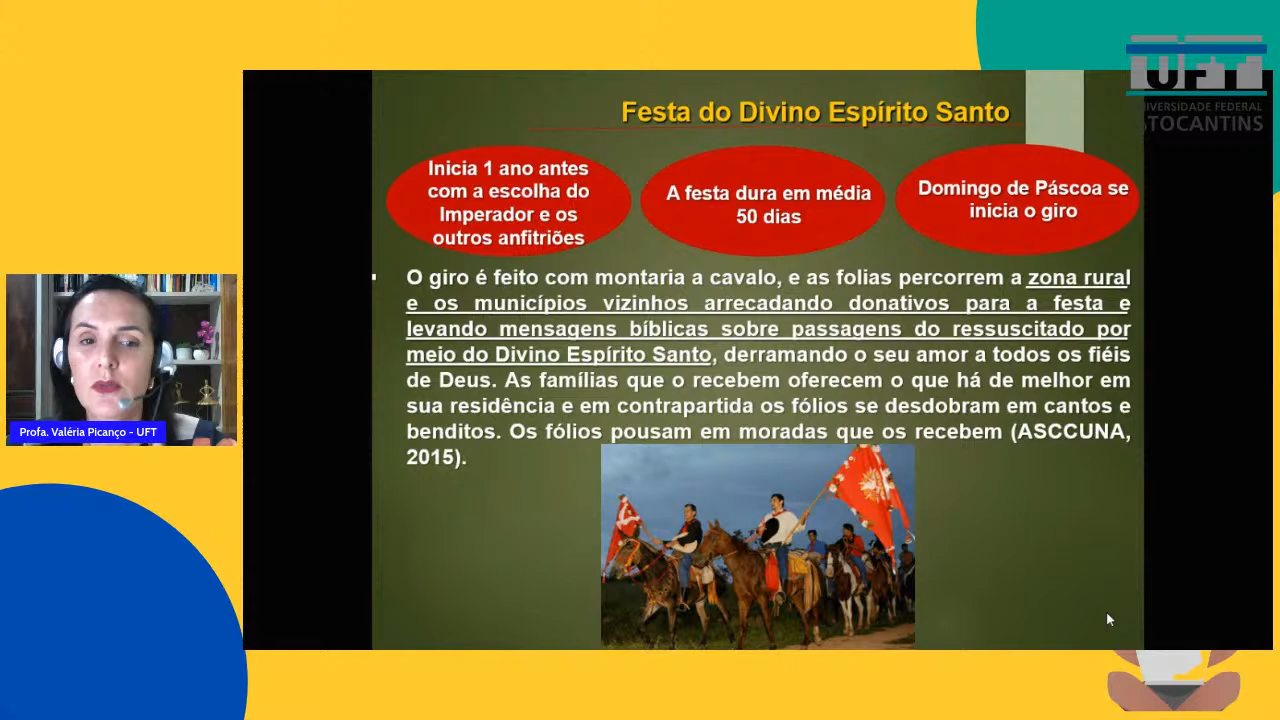 UFT
UNIVERSIDADE FEDERAL
TOCANTINS
Festa do Divino Espírito Santo
Inicia 1 ano antes
com a escolha do
Imperador e os
outros anfitriões
A festa dura em média
50 dias
Domingo de Páscoa se
inicia o giro
O giro é feito com montaria a cavalo, e as folias percorrem a zona rural
e os municípios vizinhos arrecadando donativos para a festa e
levando mensagens bíblicas sobre passagens do ressuscitado por
meio do Divino Espírito Santo, derramando o seu amor a todos os fiéis
de Deus. As famílias que o recebem oferecem o que há de melhor em
sua residência e em contrapartida os fólios se desdobram em cantos e
benditos. Os fólios pousam em moradas que os recebem (ASCCUNA,
2015).
Profa. Valéria Picanço - UFT